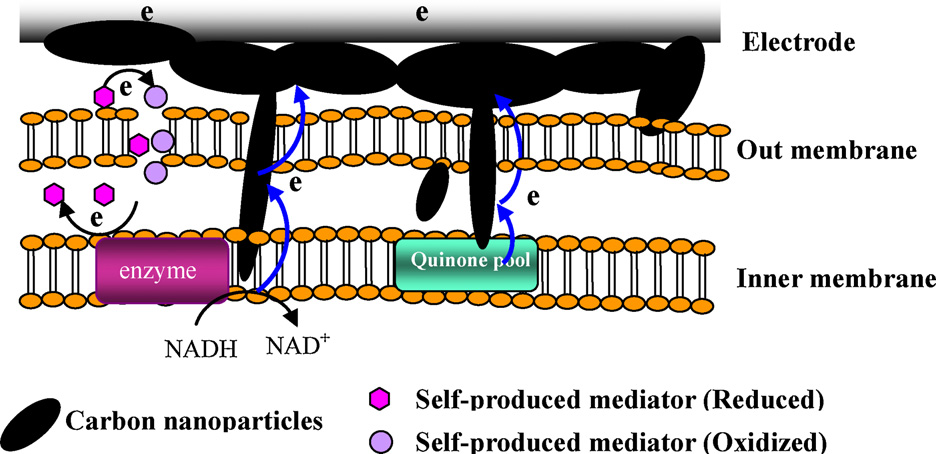 e
e
Electrode
e
Out membrane
e
e
e
enzyme
Quinone pool
Inner membrane
NADH
NAD⁺
Carbon nanoparticles
Self-produced mediator (Reduced)
Self-produced mediator (Oxidized)